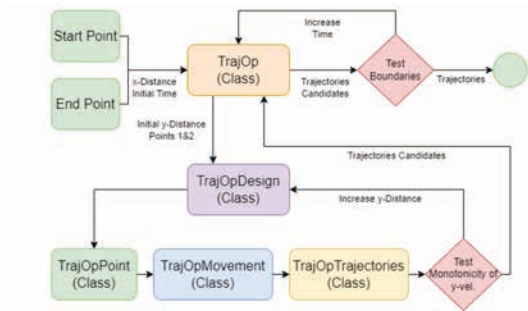 Increase
Time
Start Point
TrajOp
(Class)
Test
Boundaries
x-Distance
Initial Time
Trajectories
Candidates
Trajectories
End Point
Initial y-Distance
Points 1&2
Trajectories Candidates
TrajOpDesign
(Class)
Increase y-Distance
TrajOpPoint
(Class)
TrajOpMovement
(Class)
TrajOpTrajectories
(Class)
Test
Monotonicity of
y-vel.